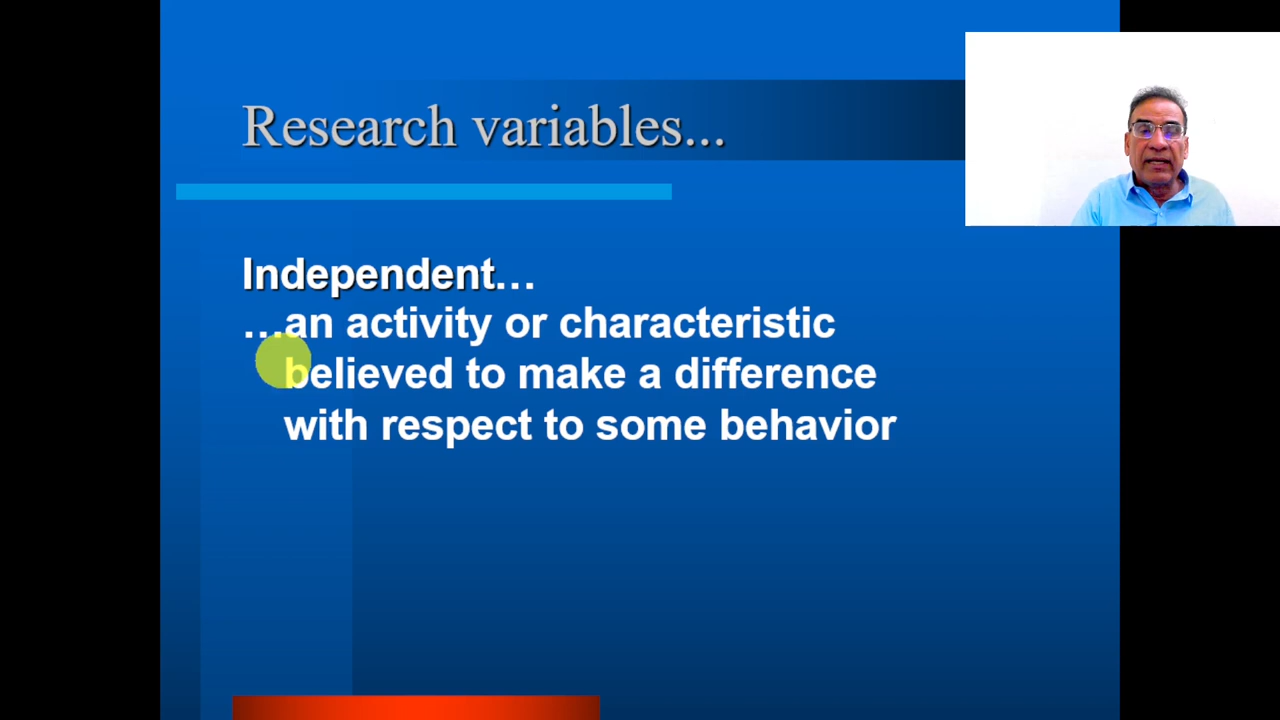 Research variables...
Independent…
…an activity or characteristic
believed to make a difference
with respect to some behavior